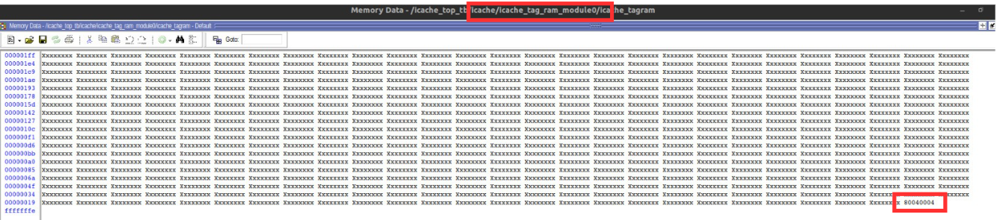 Memory Data - /icache_top_tb/icache/icache_tag_ram_module0/icache_tagram
Memory Data - /icache_top_tb/icache/icache_tag_ram_module0/icache_tagram - Default
Goto:
000001ff Xxxxxxxx Xxxxxxxx Xxxxxxxx Xxxxxxxx Xxxxxxxx Xxxxxxxx Xxxxxxxx Xxxxxxxx Xxxxxxxx Xxxxxxxx Xxxxxxxx Xxxxxxxx Xxxxxxxx Xxxxxxxx Xxxxxxxx Xxxxxxxx Xxxxxxxx Xxxxxxxx Xxxxxxxx Xxxxxxxx Xxxxxxxx Xxxxxxxx Xxxxxxxx Xxxxxxxx Xxxxxxxx Xxxxxxxx Xxxxxxxx
000001e4 Xxxxxxxx Xxxxxxxx Xxxxxxxx Xxxxxxxx Xxxxxxxx Xxxxxxxx Xxxxxxxx Xxxxxxxx Xxxxxxxx Xxxxxxxx Xxxxxxxx Xxxxxxxx Xxxxxxxx Xxxxxxxx Xxxxxxxx Xxxxxxxx Xxxxxxxx Xxxxxxxx Xxxxxxxx Xxxxxxxx Xxxxxxxx Xxxxxxxx Xxxxxxxx Xxxxxxxx Xxxxxxxx Xxxxxxxx Xxxxxxxx
000001c9 Xxxxxxxx Xxxxxxxx Xxxxxxxx Xxxxxxxx Xxxxxxxx Xxxxxxxx Xxxxxxxx Xxxxxxxx Xxxxxxxx Xxxxxxxx Xxxxxxxx Xxxxxxxx Xxxxxxxx Xxxxxxxx Xxxxxxxx Xxxxxxxx Xxxxxxxx Xxxxxxxx Xxxxxxxx Xxxxxxxx Xxxxxxxx Xxxxxxxx Xxxxxxxx Xxxxxxxx Xxxxxxxx Xxxxxxxx Xxxxxxxx
000001ae Xxxxxxxx Xxxxxxxx Xxxxxxxx Xxxxxxxx Xxxxxxxx Xxxxxxxx Xxxxxxxx Xxxxxxxx Xxxxxxxx Xxxxxxxx Xxxxxxxx Xxxxxxxx Xxxxxxxx Xxxxxxxx Xxxxxxxx Xxxxxxxx Xxxxxxxx Xxxxxxxx Xxxxxxxx Xxxxxxxx Xxxxxxxx Xxxxxxxx Xxxxxxxx Xxxxxxxx Xxxxxxxx Xxxxxxxx Xxxxxxxx
00000193 Xxxxxxxx Xxxxxxxx Xxxxxxxx Xxxxxxxx Xxxxxxxx Xxxxxxxx Xxxxxxxx Xxxxxxxx Xxxxxxxx Xxxxxxxx Xxxxxxxx Xxxxxxxx Xxxxxxxx Xxxxxxxx Xxxxxxxx Xxxxxxxx Xxxxxxxx Xxxxxxxx Xxxxxxxx Xxxxxxxx Xxxxxxxx Xxxxxxxx Xxxxxxxx Xxxxxxxx Xxxxxxxx Xxxxxxxx Xxxxxxxx
00000178 Xxxxxxxx Xxxxxxxx Xxxxxxxx Xxxxxxxx Xxxxxxxx Xxxxxxxx Xxxxxxxx Xxxxxxxx Xxxxxxxx Xxxxxxxx Xxxxxxxx Xxxxxxxx Xxxxxxxx Xxxxxxxx Xxxxxxxx Xxxxxxxx Xxxxxxxx Xxxxxxxx Xxxxxxxx Xxxxxxxx Xxxxxxxx Xxxxxxxx Xxxxxxxx Xxxxxxxx Xxxxxxxx Xxxxxxxx Xxxxxxxx
0000015d Xxxxxxxx Xxxxxxxx Xxxxxxxx Xxxxxxxx Xxxxxxxx Xxxxxxxx Xxxxxxxx Xxxxxxxx Xxxxxxxx Xxxxxxxx Xxxxxxxx Xxxxxxxx Xxxxxxxx Xxxxxxxx Xxxxxxxx Xxxxxxxx Xxxxxxxx Xxxxxxxx Xxxxxxxx Xxxxxxxx Xxxxxxxx Xxxxxxxx Xxxxxxxx Xxxxxxxx Xxxxxxxx Xxxxxxxx Xxxxxxxx
00000142 Xxxxxxxx Xxxxxxxx Xxxxxxxx Xxxxxxxx Xxxxxxxx Xxxxxxxx Xxxxxxxx Xxxxxxxx Xxxxxxxx Xxxxxxxx Xxxxxxxx Xxxxxxxx Xxxxxxxx Xxxxxxxx Xxxxxxxx Xxxxxxxx Xxxxxxxx Xxxxxxxx Xxxxxxxx Xxxxxxxx Xxxxxxxx Xxxxxxxx Xxxxxxxx Xxxxxxxx Xxxxxxxx Xxxxxxxx Xxxxxxxx
00000127 Xxxxxxxx Xxxxxxxx Xxxxxxxx Xxxxxxxx Xxxxxxxx Xxxxxxxx Xxxxxxxx Xxxxxxxx Xxxxxxxx Xxxxxxxx Xxxxxxxx Xxxxxxxx Xxxxxxxx Xxxxxxxx Xxxxxxxx Xxxxxxxx Xxxxxxxx Xxxxxxxx Xxxxxxxx Xxxxxxxx Xxxxxxxx Xxxxxxxx Xxxxxxxx Xxxxxxxx Xxxxxxxx Xxxxxxxx Xxxxxxxx
0000010c Xxxxxxxx Xxxxxxxx Xxxxxxxx Xxxxxxxx Xxxxxxxx Xxxxxxxx Xxxxxxxx Xxxxxxxx Xxxxxxxx Xxxxxxxx Xxxxxxxx Xxxxxxxx Xxxxxxxx Xxxxxxxx Xxxxxxxx Xxxxxxxx Xxxxxxxx Xxxxxxxx Xxxxxxxx Xxxxxxxx Xxxxxxxx Xxxxxxxx Xxxxxxxx Xxxxxxxx Xxxxxxxx Xxxxxxxx Xxxxxxxx
000000f1 Xxxxxxxx Xxxxxxxx Xxxxxxxx Xxxxxxxx Xxxxxxxx Xxxxxxxx Xxxxxxxx Xxxxxxxx Xxxxxxxx Xxxxxxxx Xxxxxxxx Xxxxxxxx Xxxxxxxx Xxxxxxxx Xxxxxxxx Xxxxxxxx Xxxxxxxx Xxxxxxxx Xxxxxxxx Xxxxxxxx Xxxxxxxx Xxxxxxxx Xxxxxxxx Xxxxxxxx Xxxxxxxx Xxxxxxxx Xxxxxxxx
000000d6 Xxxxxxxx Xxxxxxxx Xxxxxxxx Xxxxxxxx Xxxxxxxx Xxxxxxxx Xxxxxxxx Xxxxxxxx Xxxxxxxx Xxxxxxxx Xxxxxxxx Xxxxxxxx Xxxxxxxx Xxxxxxxx Xxxxxxxx Xxxxxxxx Xxxxxxxx Xxxxxxxx Xxxxxxxx Xxxxxxxx Xxxxxxxx Xxxxxxxx Xxxxxxxx Xxxxxxxx Xxxxxxxx Xxxxxxxx Xxxxxxxx
000000bb Xxxxxxxx Xxxxxxxx Xxxxxxxx Xxxxxxxx Xxxxxxxx Xxxxxxxx Xxxxxxxx Xxxxxxxx Xxxxxxxx Xxxxxxxx Xxxxxxxx Xxxxxxxx Xxxxxxxx Xxxxxxxx Xxxxxxxx Xxxxxxxx Xxxxxxxx Xxxxxxxx Xxxxxxxx Xxxxxxxx Xxxxxxxx Xxxxxxxx Xxxxxxxx Xxxxxxxx Xxxxxxxx Xxxxxxxx Xxxxxxxx
000000a0 Xxxxxxxx Xxxxxxxx Xxxxxxxx Xxxxxxxx Xxxxxxxx Xxxxxxxx Xxxxxxxx Xxxxxxxx Xxxxxxxx Xxxxxxxx Xxxxxxxx Xxxxxxxx Xxxxxxxx Xxxxxxxx Xxxxxxxx Xxxxxxxx Xxxxxxxx Xxxxxxxx Xxxxxxxx Xxxxxxxx Xxxxxxxx Xxxxxxxx Xxxxxxxx Xxxxxxxx Xxxxxxxx Xxxxxxxx Xxxxxxxx
00000085 Xxxxxxxx Xxxxxxxx Xxxxxxxx Xxxxxxxx Xxxxxxxx Xxxxxxxx Xxxxxxxx Xxxxxxxx Xxxxxxxx Xxxxxxxx Xxxxxxxx Xxxxxxxx Xxxxxxxx Xxxxxxxx Xxxxxxxx Xxxxxxxx Xxxxxxxx Xxxxxxxx Xxxxxxxx Xxxxxxxx Xxxxxxxx Xxxxxxxx Xxxxxxxx Xxxxxxxx Xxxxxxxx Xxxxxxxx Xxxxxxxx
0000006a Xxxxxxxx Xxxxxxxx Xxxxxxxx Xxxxxxxx Xxxxxxxx Xxxxxxxx Xxxxxxxx Xxxxxxxx Xxxxxxxx Xxxxxxxx Xxxxxxxx Xxxxxxxx Xxxxxxxx Xxxxxxxx Xxxxxxxx Xxxxxxxx Xxxxxxxx Xxxxxxxx Xxxxxxxx Xxxxxxxx Xxxxxxxx Xxxxxxxx Xxxxxxxx Xxxxxxxx Xxxxxxxx Xxxxxxxx Xxxxxxxx
0000004f Xxxxxxxx Xxxxxxxx Xxxxxxxx Xxxxxxxx Xxxxxxxx Xxxxxxxx Xxxxxxxx Xxxxxxxx Xxxxxxxx Xxxxxxxx Xxxxxxxx Xxxxxxxx Xxxxxxxx Xxxxxxxx Xxxxxxxx Xxxxxxxx Xxxxxxxx Xxxxxxxx Xxxxxxxx Xxxxxxxx Xxxxxxxx Xxxxxxxx Xxxxxxxx Xxxxxxxx Xxxxxxxx Xxxxxxxx Xxxxxxxx
00000034 Xxxxxxxx Xxxxxxxx Xxxxxxxx Xxxxxxxx Xxxxxxxx Xxxxxxxx Xxxxxxxx Xxxxxxxx Xxxxxxxx Xxxxxxxx Xxxxxxxx Xxxxxxxx Xxxxxxxx Xxxxxxxx Xxxxxxxx Xxxxxxxx Xxxxxxxx Xxxxxxxx Xxxxxxxx Xxxxxxxx Xxxxxxxx Xxxxxxxx Xxxxxxxx Xxxxxxxx Xxxxxxxx Xxxxxxxx Xxxxxxxx
00000019 Xxxxxxxx Xxxxxxxx Xxxxxxxx Xxxxxxxx Xxxxxxxx Xxxxxxxx Xxxxxxxx Xxxxxxxx Xxxxxxxx Xxxxxxxx Xxxxxxxx Xxxxxxxx Xxxxxxxx Xxxxxxxx Xxxxxxxx Xxxxxxxx Xxxxxxxx Xxxxxxxx Xxxxxxxx Xxxxxxxx Xxxxxxxx Xxxxxxxx Xxxxxxxx Xxxxxxxx Xxxxxxxx 80040004
fffffffe